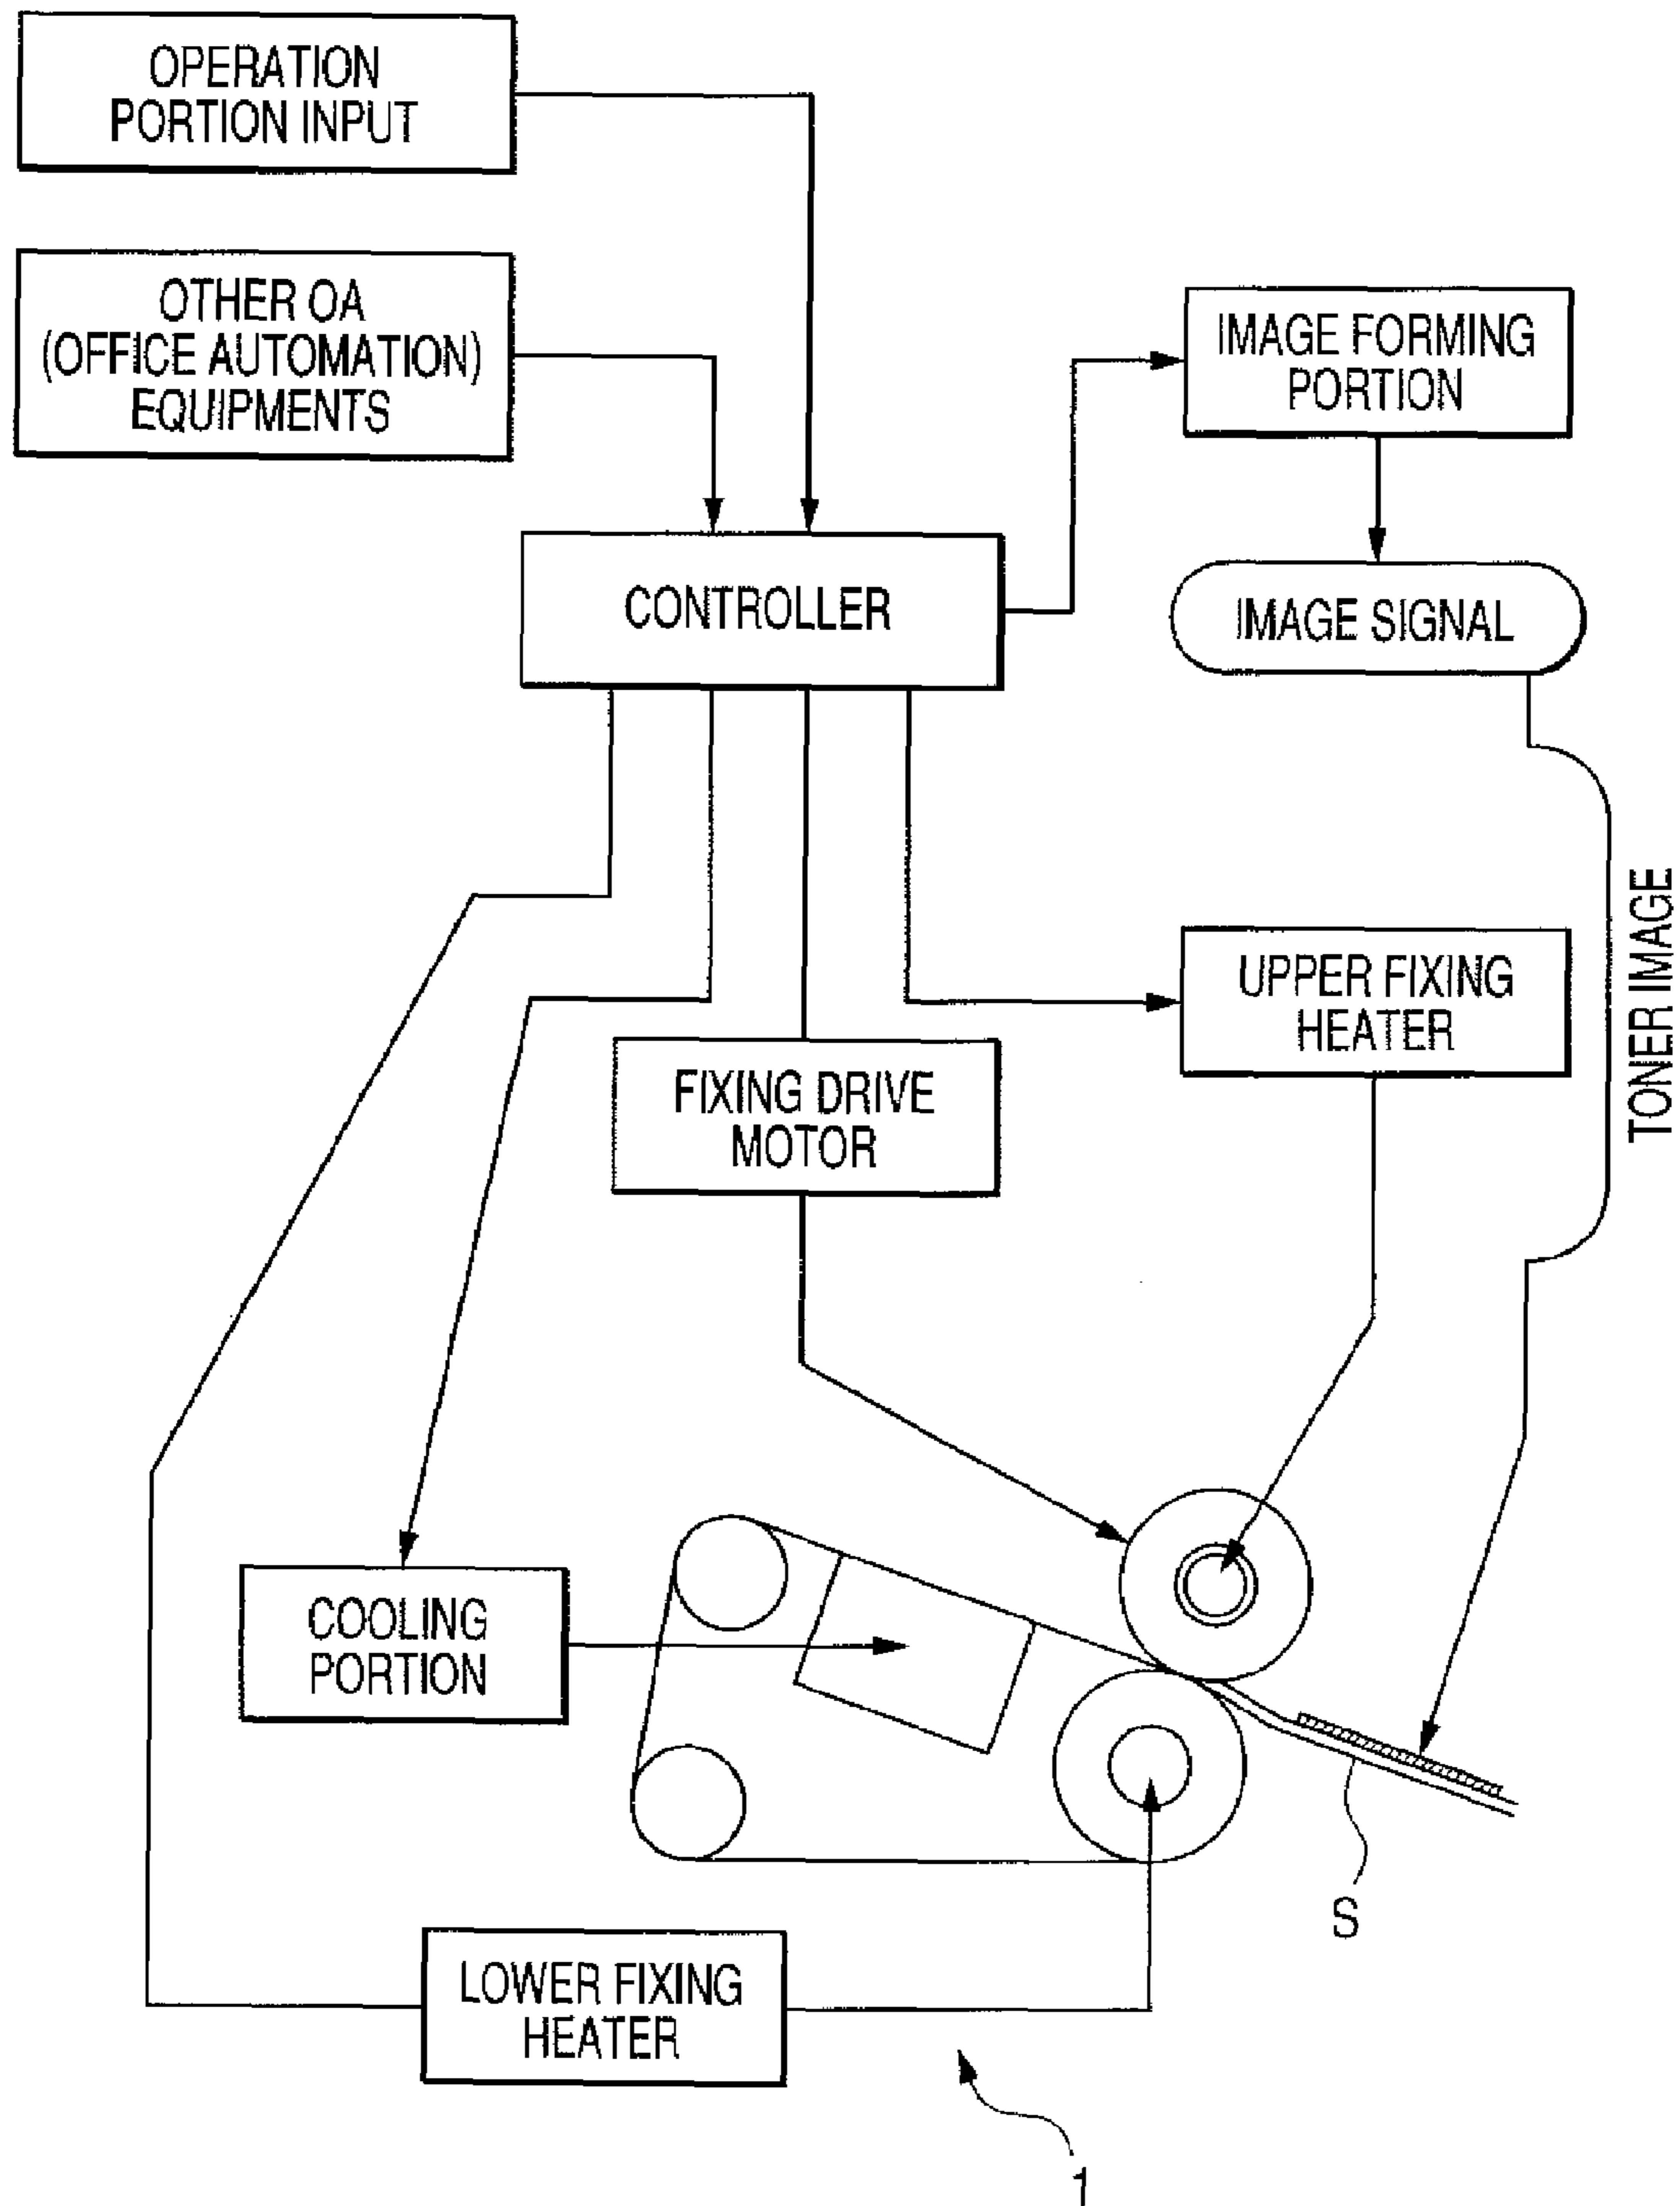 OPERATION
PORTION INPUT
OTHER OA
(OFFICE AUTOMATION)
EQUIPMENTS
IMAGE FORMING
PORTION
CONTROLLER
IMAGE SIGNAL
TONER IMAGE
UPPER FIXING
HEATER
FIXING DRIVE
MOTOR
COOLING
PORTION
S
LOWER FIXING
HEATER
1